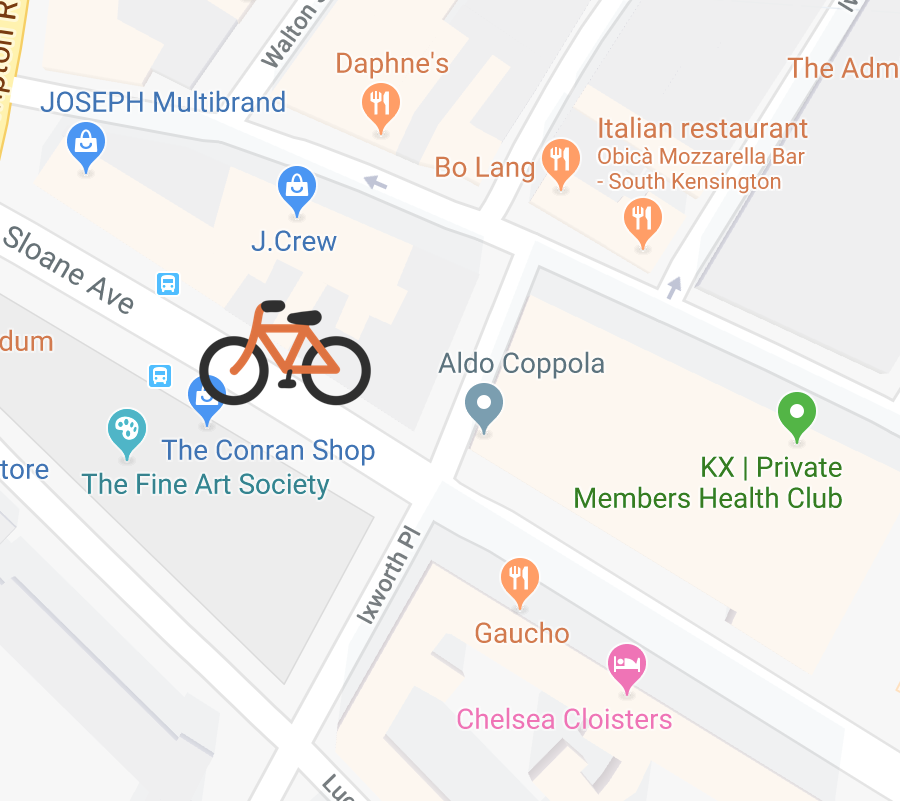 Walton
Daphne's
The Adm
JOSEPH Multibrand
Italian restaurant
Obicà Mozzarella Bar
- South Kensington
Bo Lang
J.Crew
Sloane Ave
dum
Aldo Coppola
The Conran Shop
tore
The Fine Art Society
KX | Private
Members Health Club
Ixworth Pl
Gaucho
Chelsea Cloisters